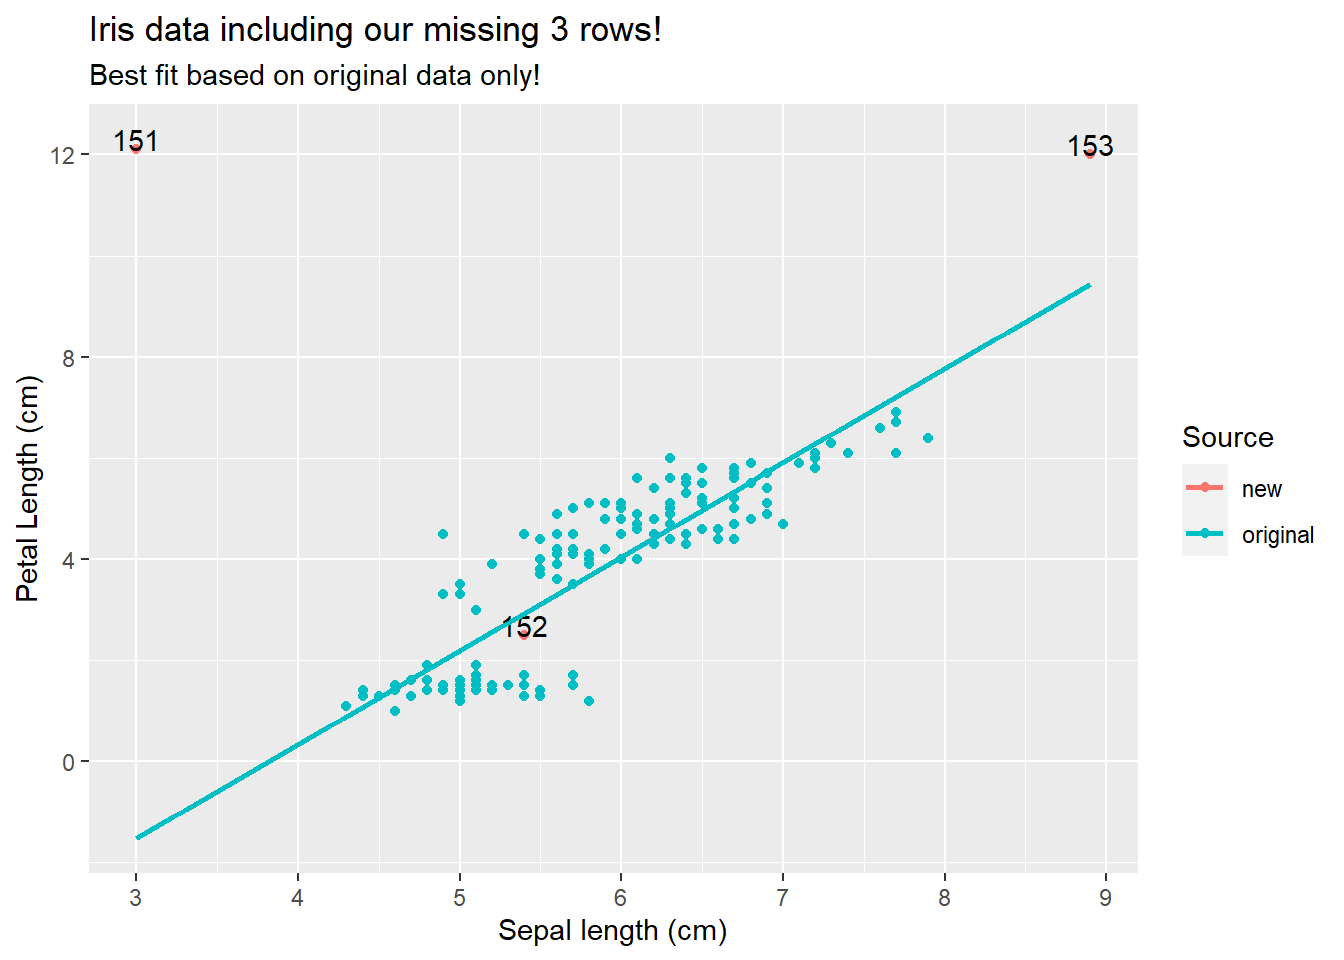 Iris data including our missing 3 rows!
Best fit based on original data only!
151
153
152
12
8
4
0
Petal Length (cm)
3 4 5 6 7 8 9
Sepal length (cm)
Source
new
original